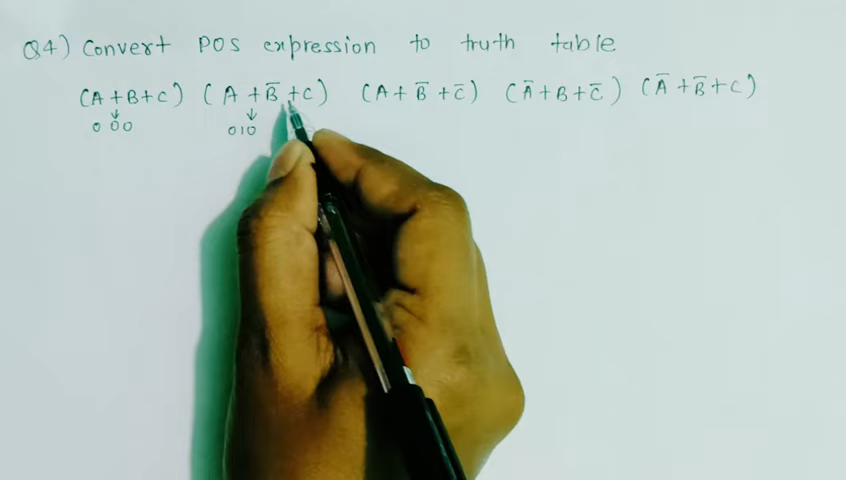 Q4) Convert POS expression to truth table
(A + B + C) (A + B̅ + C) (A + B̅ + C̅) (A̅ + B + C̅) (A̅ + B̅ + C)
↓ ↓
0 0 0 0 1 0